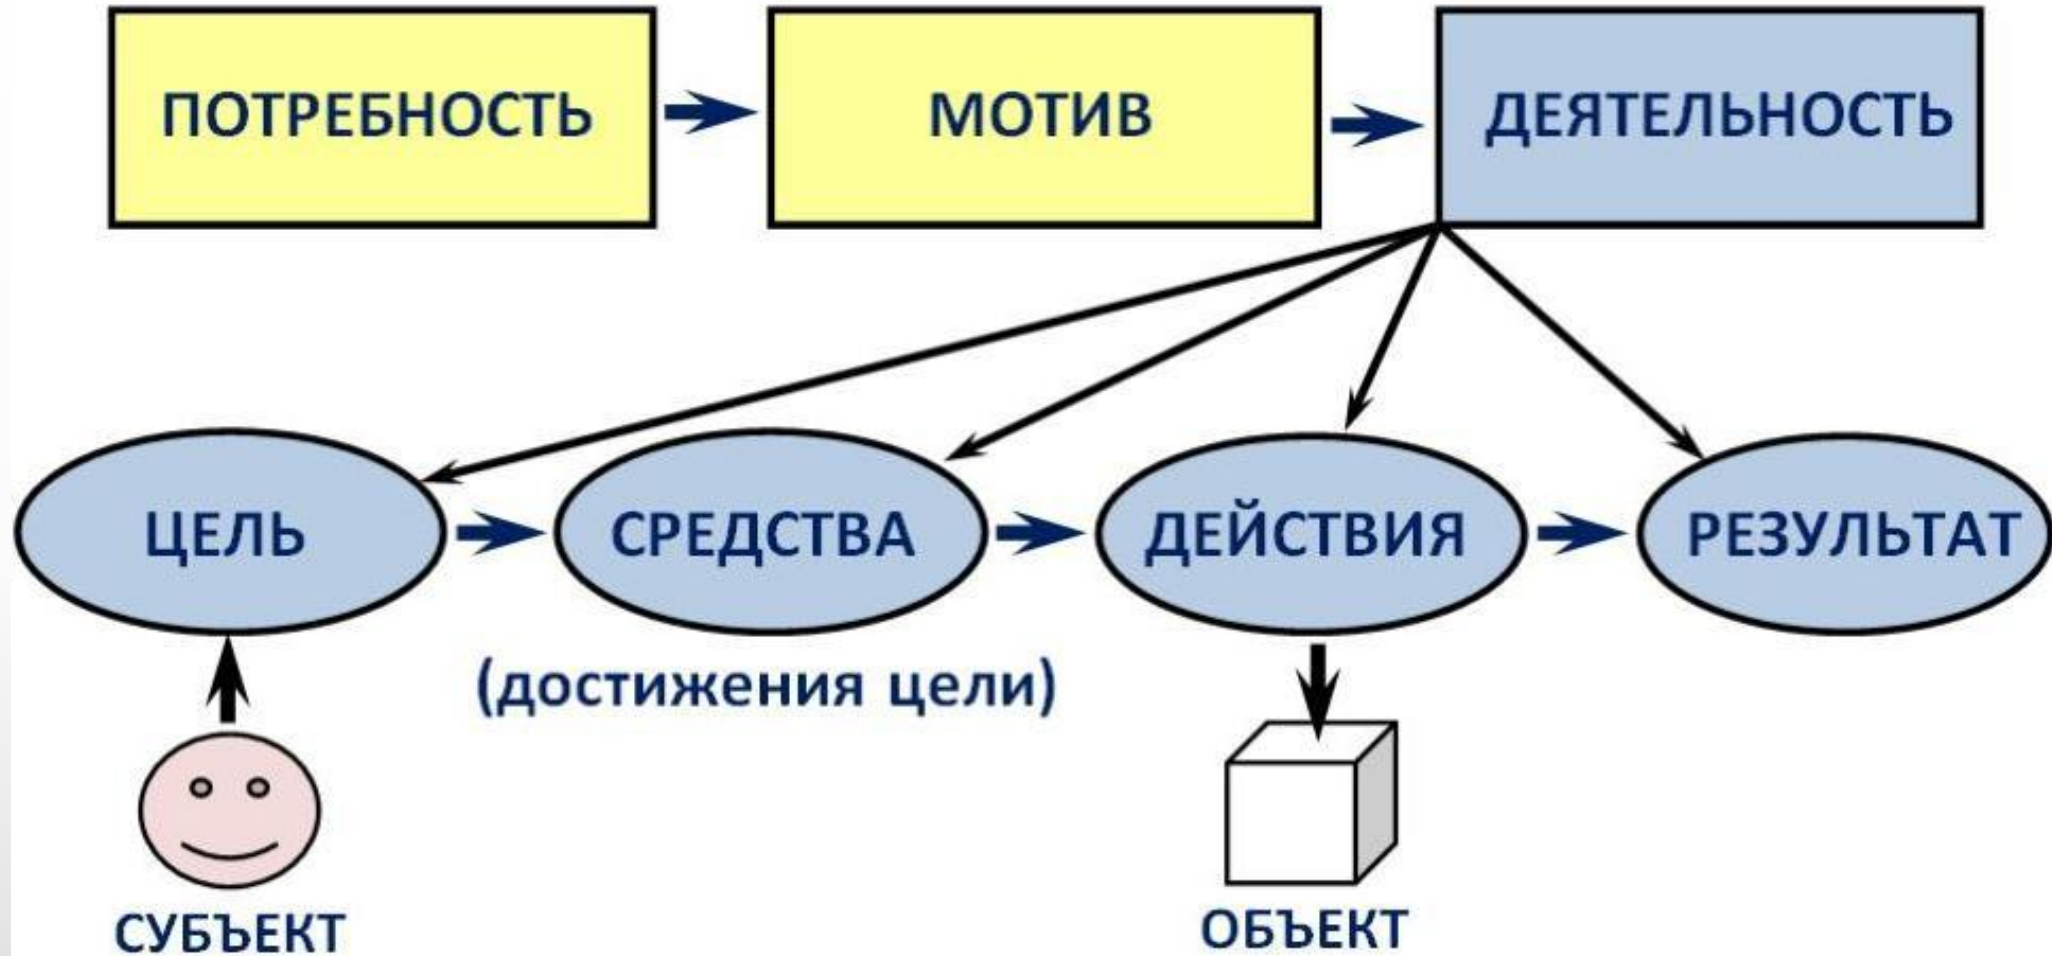 ПОТРЕБНОСТЬ
МОТИВ
ДЕЯТЕЛЬНОСТЬ
ЦЕЛЬ
СРЕДСТВА
ДЕЙСТВИЯ
РЕЗУЛЬТАТ
(достижения цели)
СУБЪЕКТ
ОБЪЕКТ